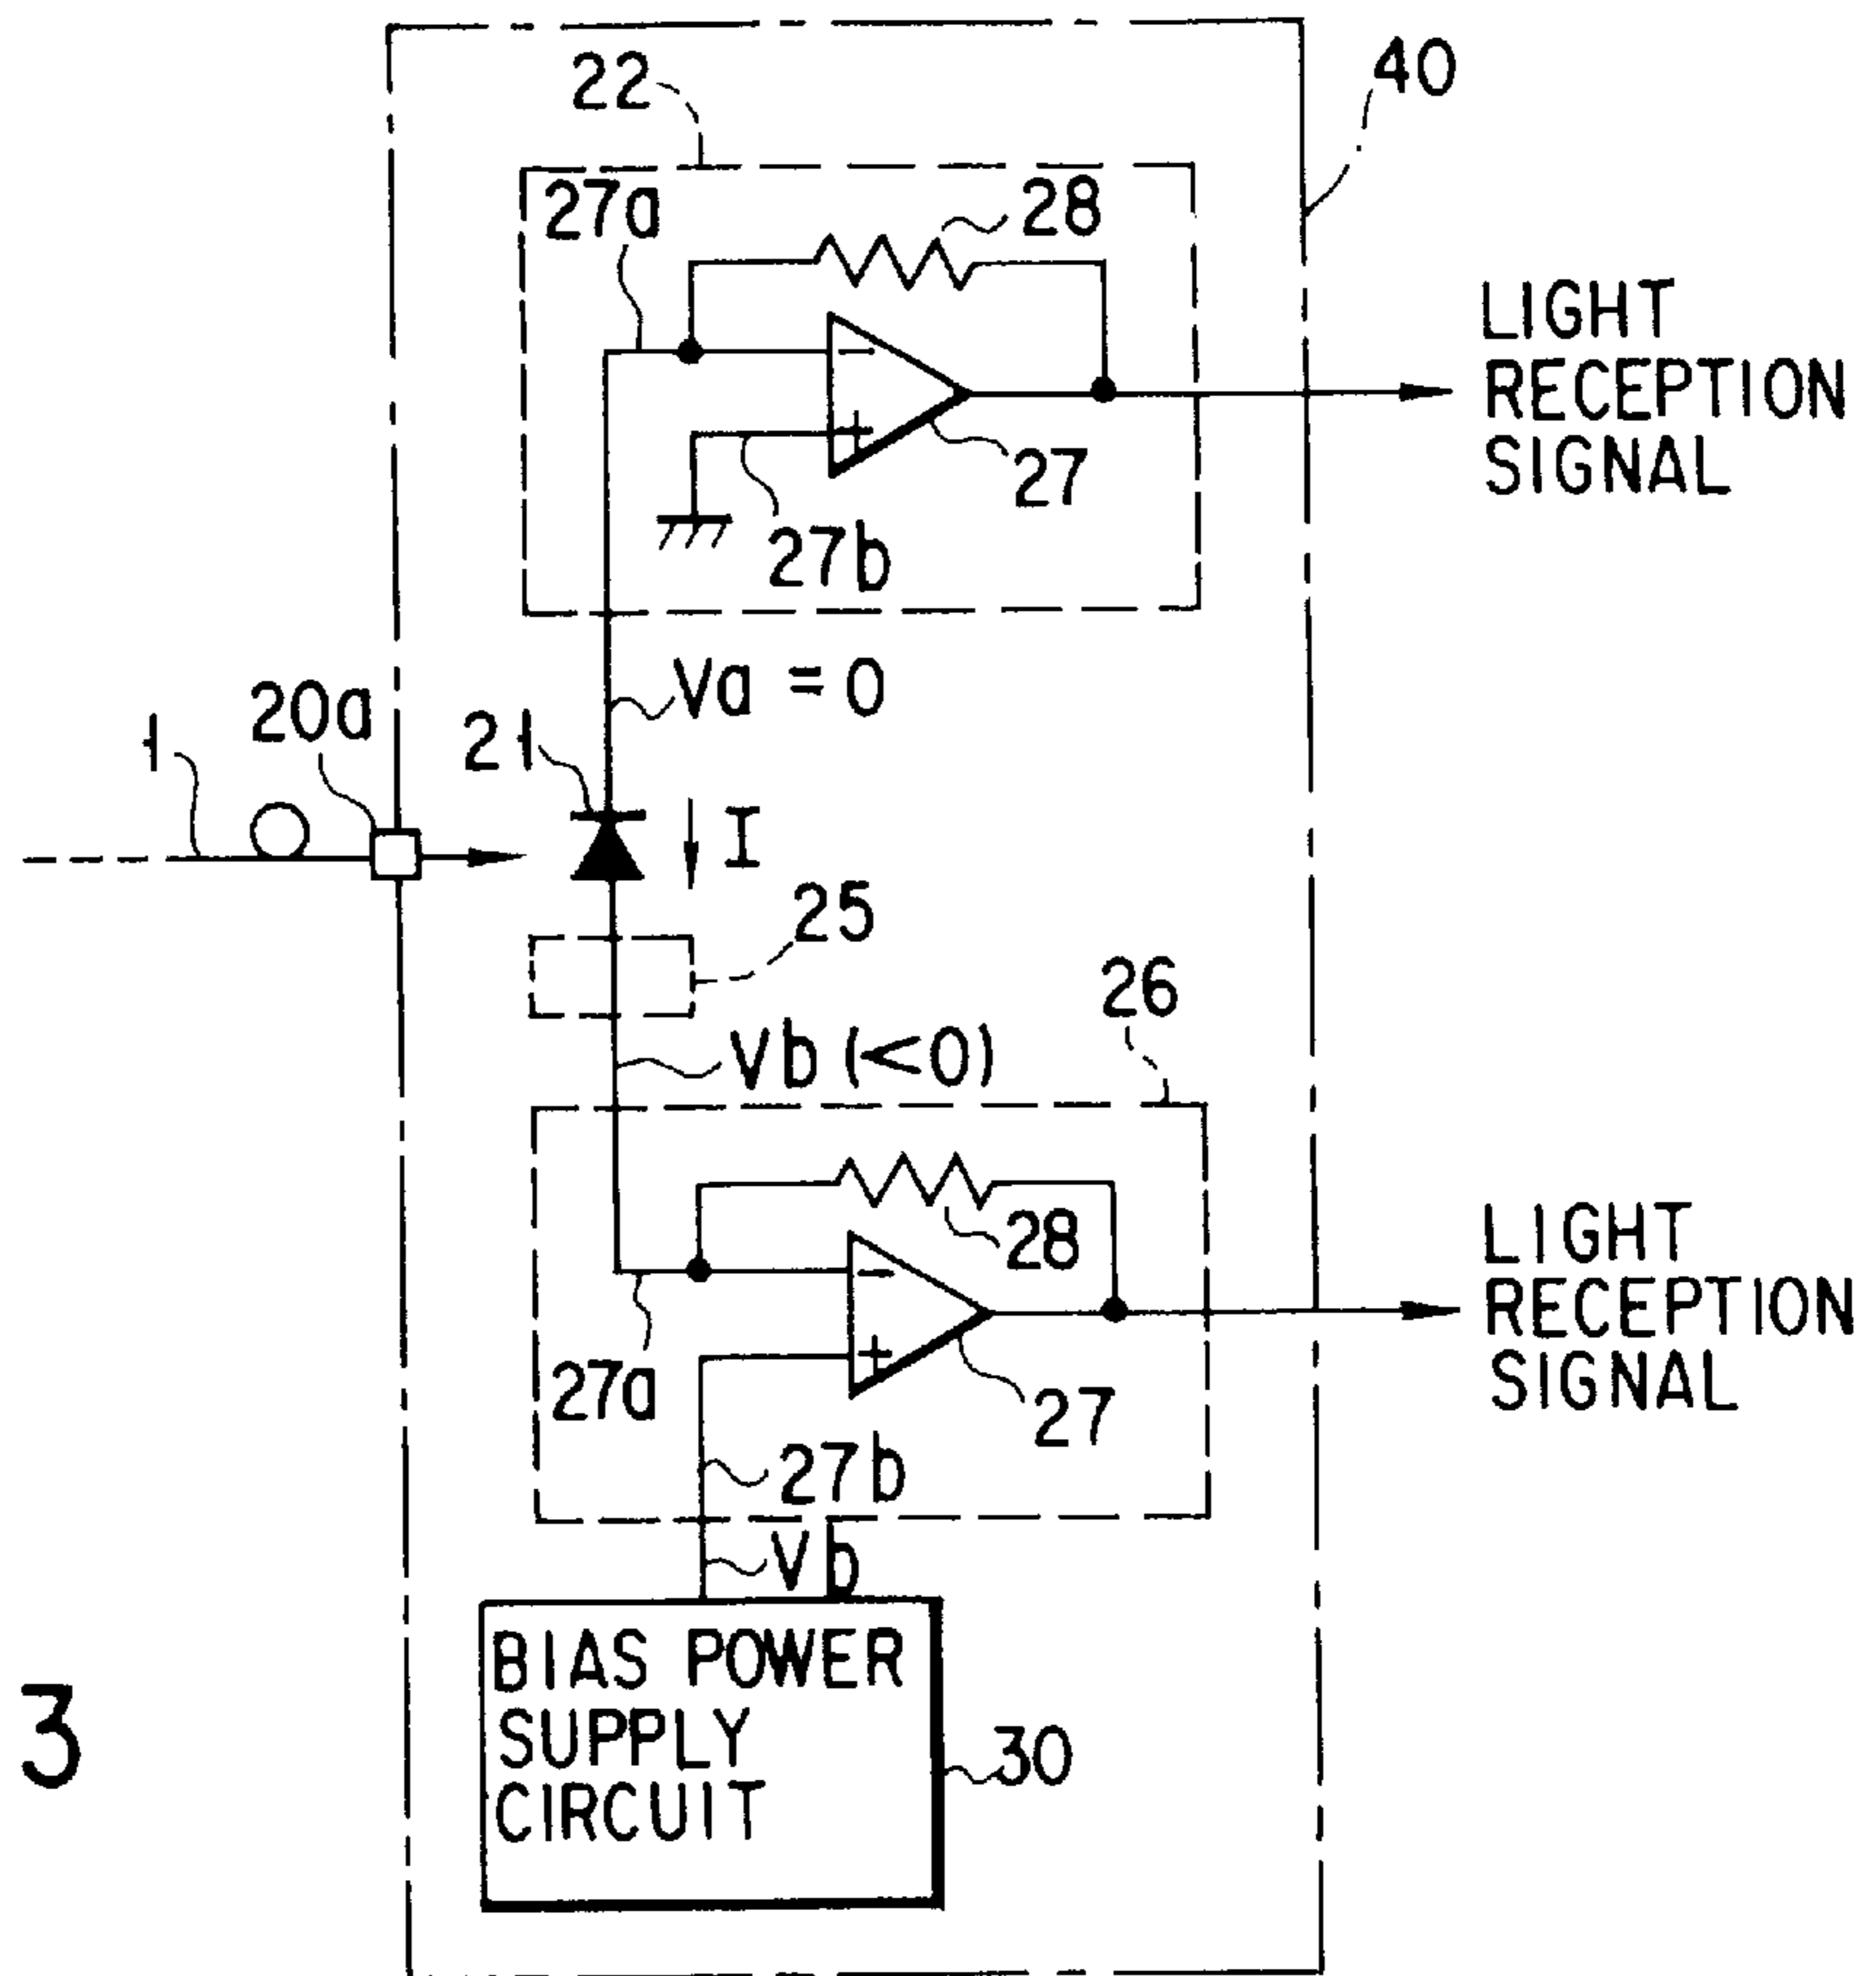 22
40
27a
28
LIGHT
RECEPTION
SIGNAL
27
27b
Va = 0
1
20a
21
I
25
26
Vb (<0)
28
LIGHT
RECEPTION
SIGNAL
27a
27
27b
Vb
BIAS POWER
SUPPLY
CIRCUIT
30
3